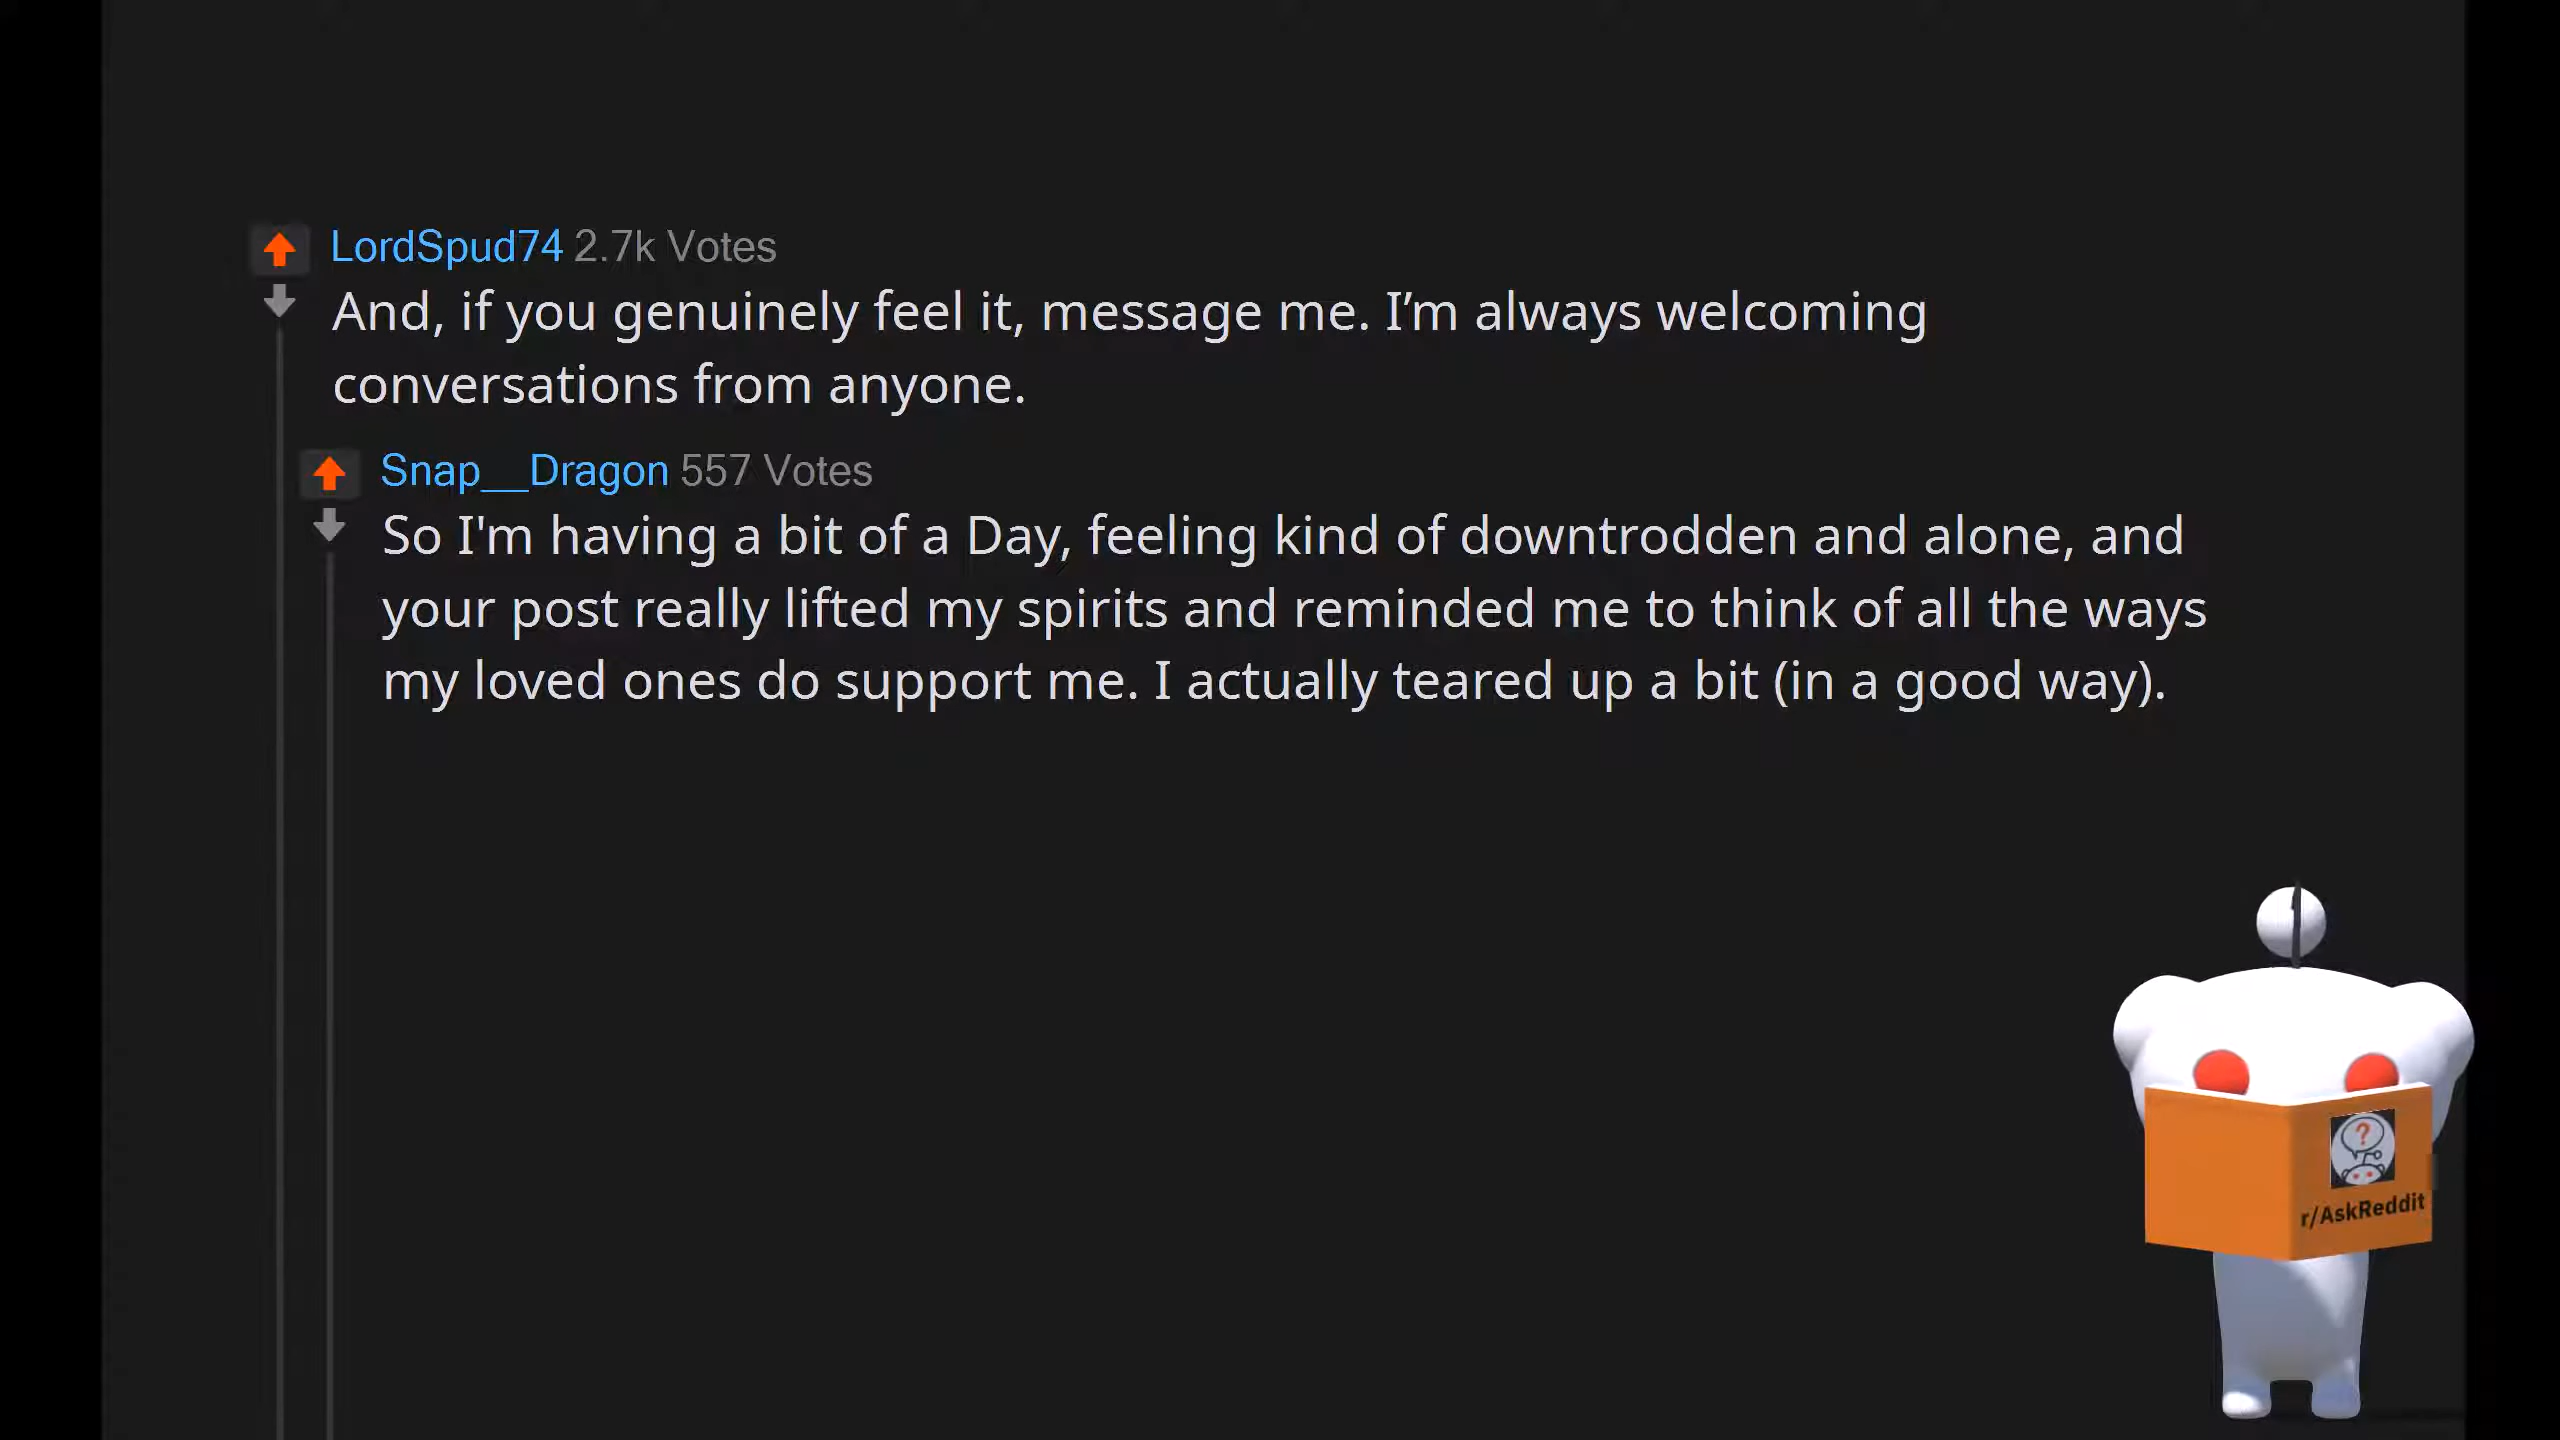 LordSpud74 2.7k Votes
And, if you genuinely feel it, message me. I’m always welcoming
conversations from anyone.
Snap__Dragon 557 Votes
So I'm having a bit of a Day, feeling kind of downtrodden and alone, and
your post really lifted my spirits and reminded me to think of all the ways
my loved ones do support me. I actually teared up a bit (in a good way).
?
r/AskReddit